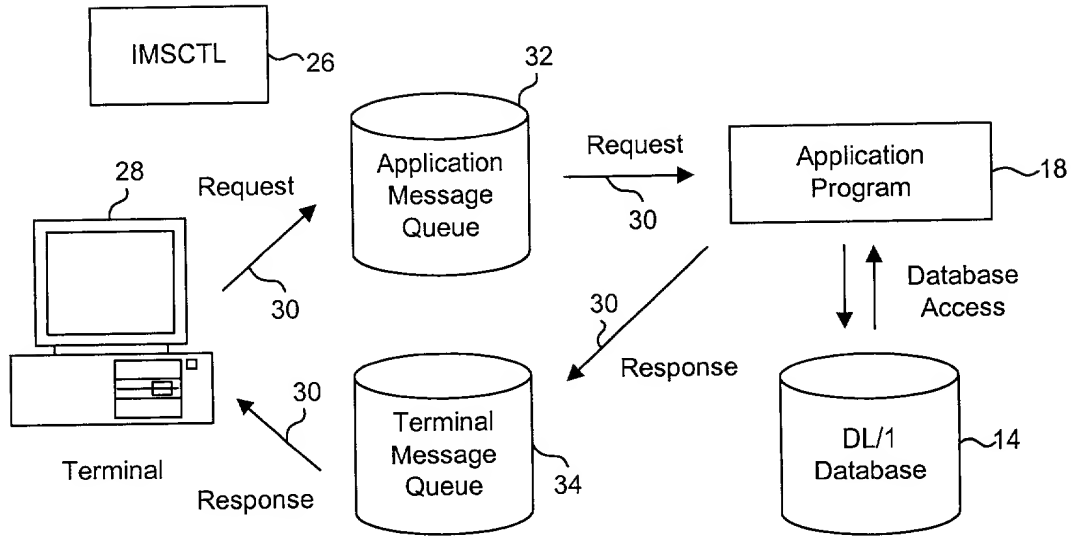 IMSCTL
26
32
Application
Message
Queue
Request
30
Application
Program
18
28
Request
30
Terminal
30
Response
Terminal
Message
Queue
34
30
Response
Database
Access
DL/1
Database
14